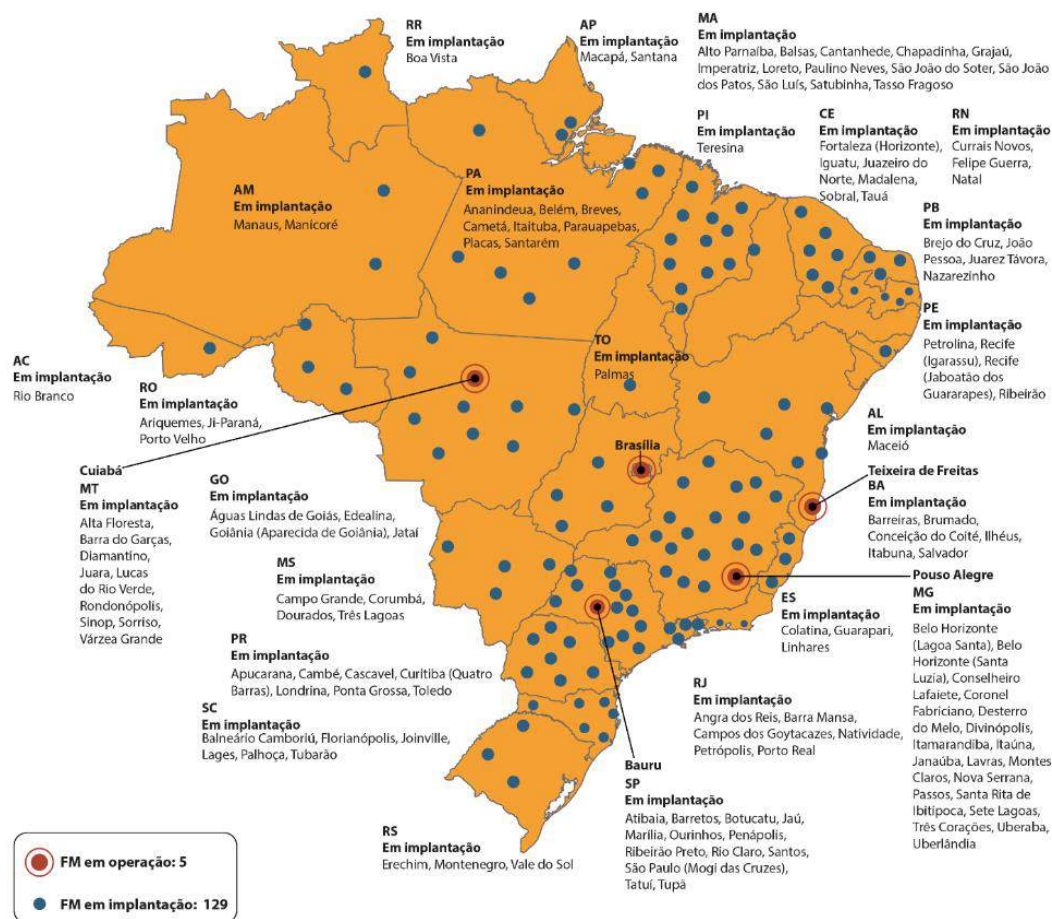 RR
Em implantação
Boa Vista
AP
Em implantação
Macapá, Santana
MA
Em implantação
Alto Parnaíba, Balsas, Cantanhede, Chapadinha, Grajaú,
Imperatriz, Loreto, Paulino Neves, São João do Soter, São João
dos Patos, São Luís, Satubinha, Tasso Fragoso
PI
Em implantação
Teresina
CE
Em implantação
Fortaleza (Horizonte),
Iguatu, Juazeiro do
Norte, Madalena,
Sobral, Tauá
RN
Em implantação
Currais Novos,
Felipe Guerra,
Natal
AM
Em implantação
Manaus, Manicoré
PA
Em implantação
Ananindeua, Belém, Breves,
Cametá, Itaituba, Parauapebas,
Placas, Santarém
PB
Em implantação
Brejo do Cruz, João
Pessoa, Juarez Távora,
Nazarezinho
PE
Em implantação
Petrolina, Recife
(Igarassu), Recife
(Jaboatão dos
Guararapes), Ribeirão
TO
Em implantação
Palmas
AC
Em implantação
Rio Branco
RO
Em implantação
Ariquemes, Ji-Paraná,
Porto Velho
AL
Em implantação
Maceió
Cuiabá
MT
Em implantação
Alta Floresta,
Barra do Garças,
Diamantino,
Juara, Lucas
do Rio Verde,
Rondonópolis,
Sinop, Sorriso,
Várzea Grande
Brasília
GO
Em implantação
Águas Lindas de Goiás, Edealina,
Goiânia (Aparecida de Goiânia), Jataí
Teixeira de Freitas
BA
Em implantação
Barreiras, Brumado,
Conceição do Coité, Ilhéus,
Itabuna, Salvador
MS
Em implantação
Campo Grande, Corumbá,
Dourados, Três Lagoas
Pouso Alegre
MG
Em implantação
Belo Horizonte
(Lagoa Santa), Belo
Horizonte (Santa
Luzia), Conselheiro
Lafaiete, Coronel
Fabriciano, Desterro
do Melo, Divinópolis,
Itamarandiba, Itaúna,
Janaúba, Lavras, Montes
Claros, Nova Serrana,
Passos, Santa Rita de
Ibitipoca, Sete Lagoas,
Três Corações, Uberaba,
Uberlândia
ES
Em implantação
Colatina, Guarapari,
Linhares
PR
Em implantação
Apucarana, Cambé, Cascavel, Curitiba (Quatro
Barras), Londrina, Ponta Grossa, Toledo
RJ
Em implantação
Angra dos Reis, Barra Mansa,
Campos dos Goytacazes, Natividade,
Petrópolis, Porto Real
SC
Em implantação
Balneário Camboriú, Florianópolis, Joinville,
Lages, Palhoça, Tubarão
Bauru
SP
Em implantação
Atibaia, Barretos, Botucatu, Jaú,
Marília, Ourinhos, Penápolis,
Ribeirão Preto, Rio Claro, Santos,
São Paulo (Mogi das Cruzes),
Tatuí, Tupã
RS
Em implantação
Erechim, Montenegro, Vale do Sol
FM em operação: 5
FM em implantação: 129